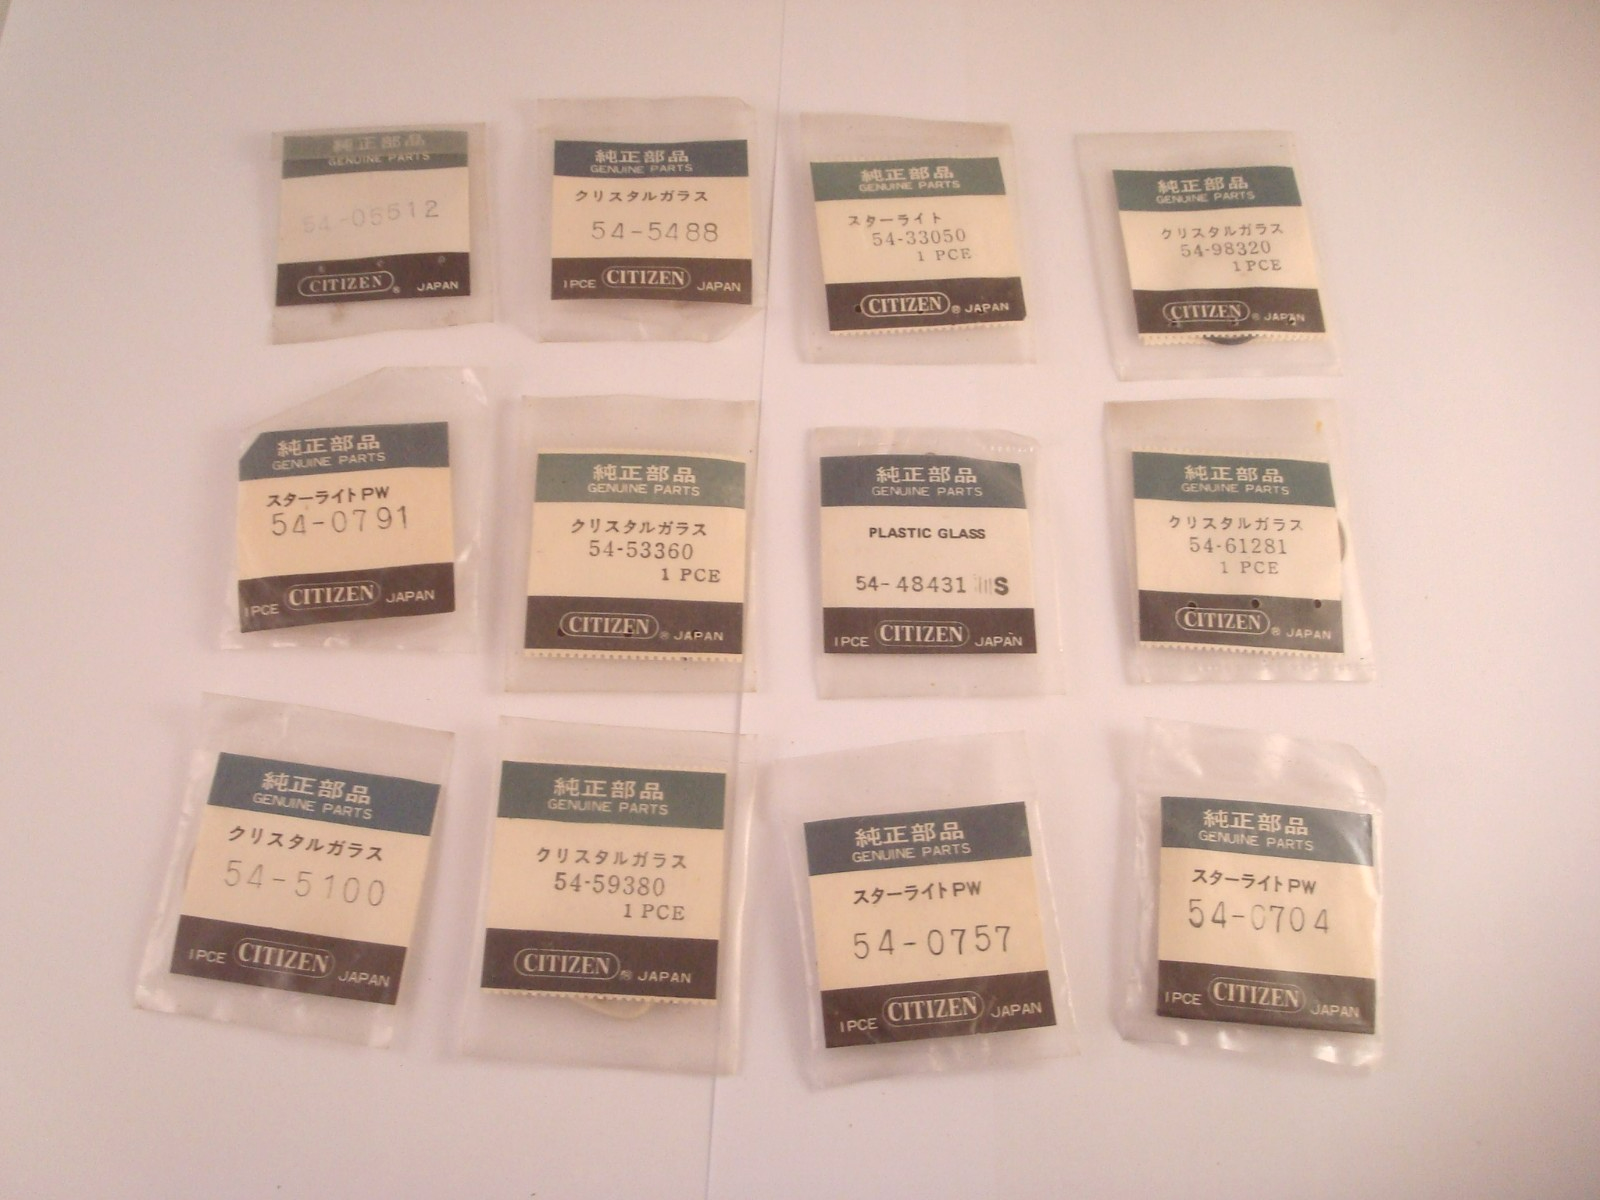 純正部品
GENUINE PARTS
54-05512
CITIZEN® JAPAN
純正部品
GENUINE PARTS
クリスタルガラス
54-5488
1PCE CITIZEN JAPAN
純正部品
GENUINE PARTS
スターライト
54-33050
1 PCE
CITIZEN® JAPAN
純正部品
GENUINE PARTS
クリスタルガラス
54-98320
1 PCE
CITIZEN® JAPAN
純正部品
GENUINE PARTS
スターライトPW
54-0791
1PCE CITIZEN JAPAN
純正部品
GENUINE PARTS
クリスタルガラス
54-53360
1 PCE
CITIZEN® JAPAN
純正部品
GENUINE PARTS
PLASTIC GLASS
54-48431 S
1PCE CITIZEN JAPAN
純正部品
GENUINE PARTS
クリスタルガラス
54-61281
1 PCE
CITIZEN® JAPAN
純正部品
GENUINE PARTS
クリスタルガラス
54-5100
1PCE CITIZEN JAPAN
純正部品
GENUINE PARTS
クリスタルガラス
54-59380
1 PCE
CITIZEN® JAPAN
純正部品
GENUINE PARTS
スターライトPW
54-0757
1PCE CITIZEN JAPAN
純正部品
GENUINE PARTS
スターライトPW
54-0704
1PCE CITIZEN JAPAN